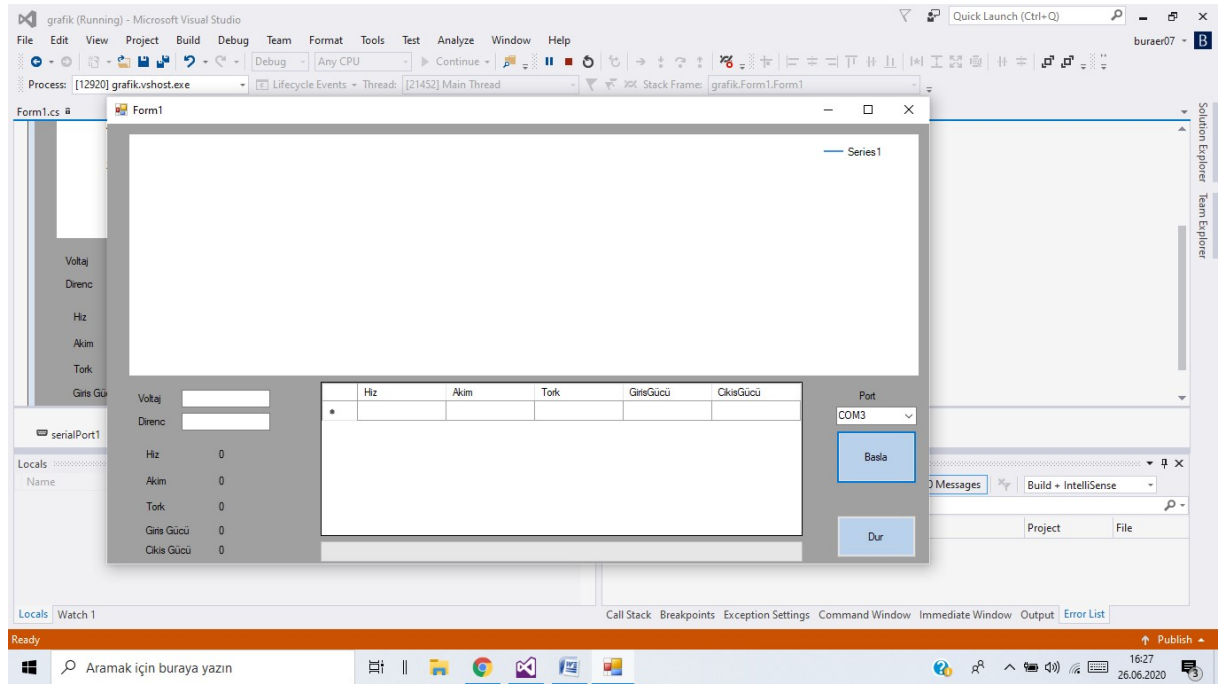 grafik (Running) - Microsoft Visual Studio
Quick Launch (Ctrl+Q)
File Edit View Project Build Debug Team Format Tools Test Analyze Window Help
buraer07 B
Debug Any CPU Continue
Process: [12920] grafik.vshost.exe Lifecycle Events Thread: [21452] Main Thread Stack Frame: grafik.Form1.Form1
Form1.cs
Form1
Series1
Solution Explorer
Team Explorer
Voltaj
Direnc
Hiz
Akim
Tork
Giris Gü
serialPort1
Voltaj
Direnc
Hiz 0
Akim 0
Tork 0
Giris Gücü 0
Cikis Gücü 0
Hiz Akim Tork GirisGücü CikisGücü
*
Port
COM3
Basla
Dur
Locals
Name
0 Messages Build + IntelliSense
Project File
Locals Watch 1
Call Stack Breakpoints Exception Settings Command Window Immediate Window Output Error List
Ready
Publish
Aramak için buraya yazın
16:27
26.06.2020
3